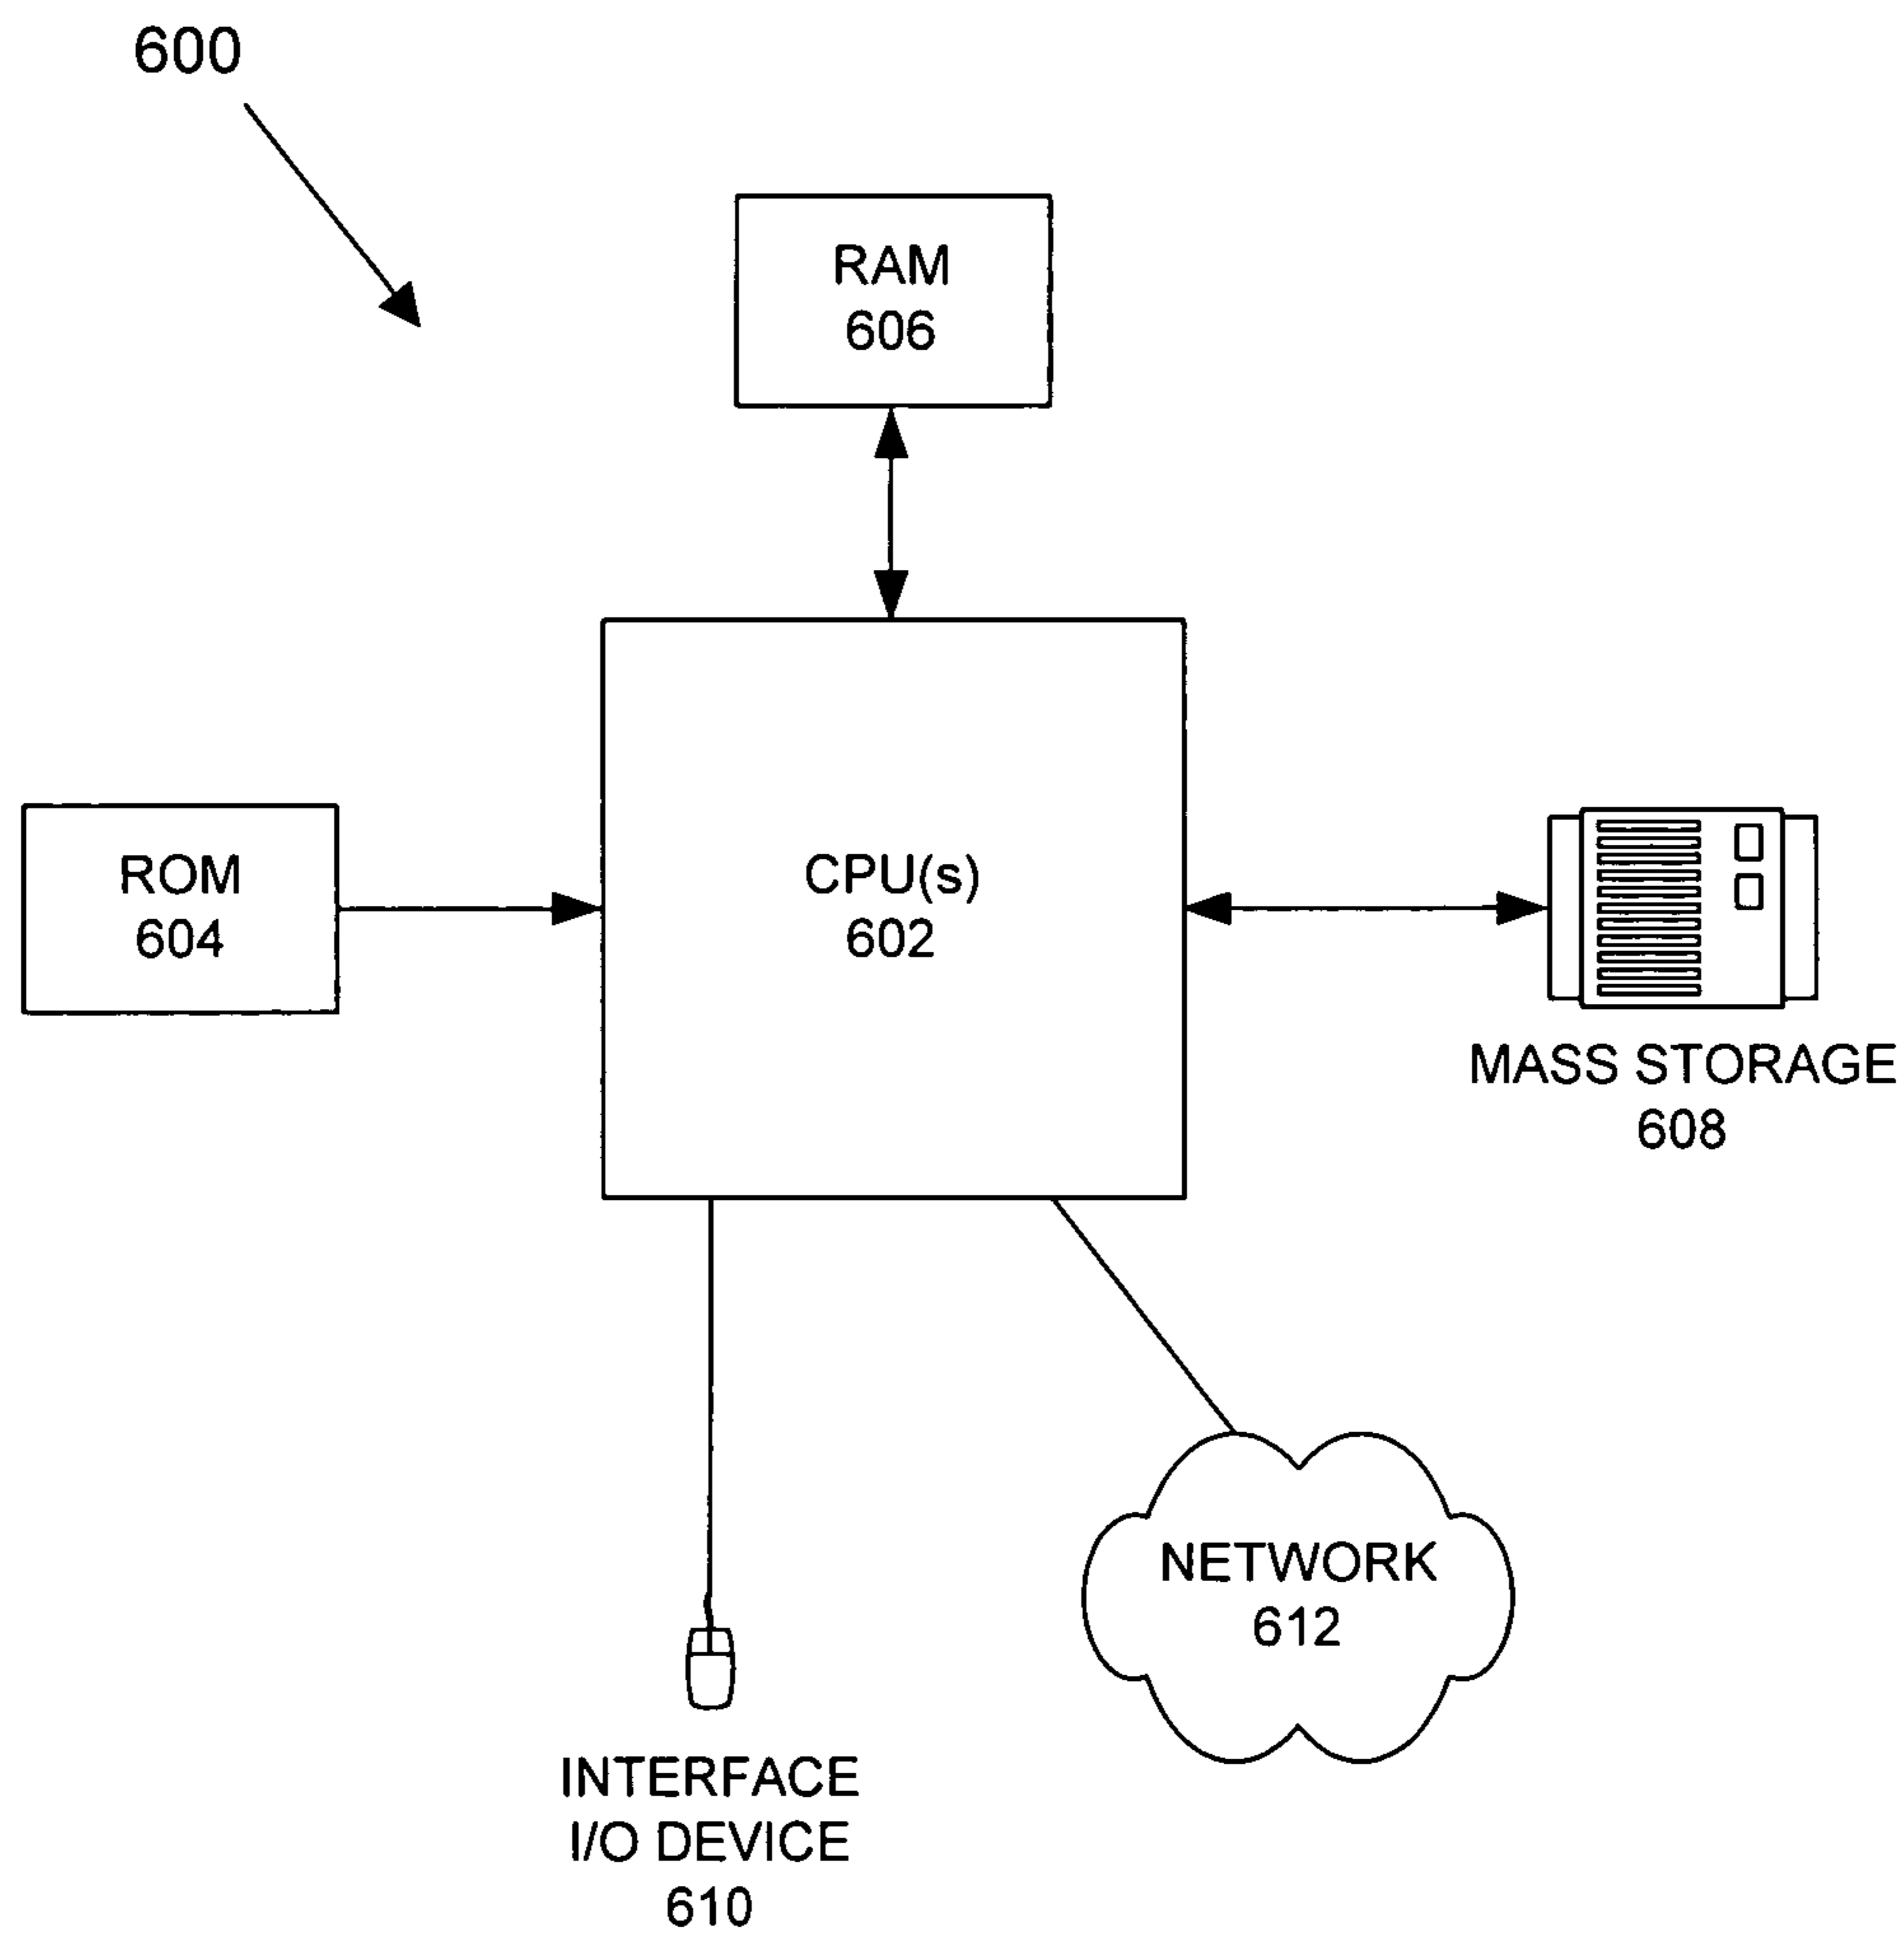 600
RAM
606
ROM
604
CPU(s)
602
MASS STORAGE
608
NETWORK
612
INTERFACE
I/O DEVICE
610